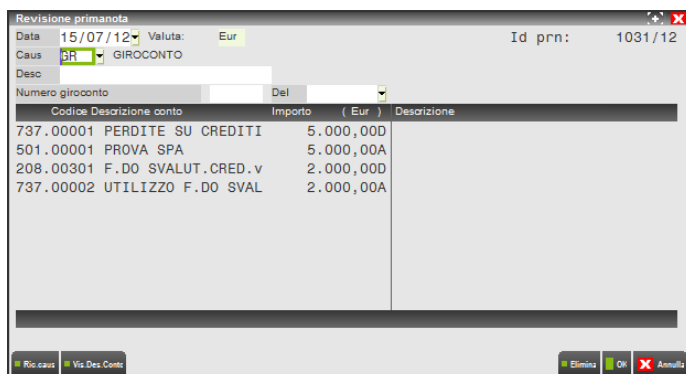 Revisione primanota
Data 15/07/12 Valuta: Eur Id prn: 1031/12
Caus GR GIROCONTO
Desc
Numero giroconto Del
Codice Descrizione conto Importo ( Eur ) Descrizione
737.00001 PERDITE SU CREDITI 5.000,00D
501.00001 PROVA SPA 5.000,00A
208.00301 F.DO SVALUT.CRED.v 2.000,00D
737.00002 UTILIZZO F.DO SVAL 2.000,00A
Ric.caus Vis.Des.Conto Elimina OK Annulla